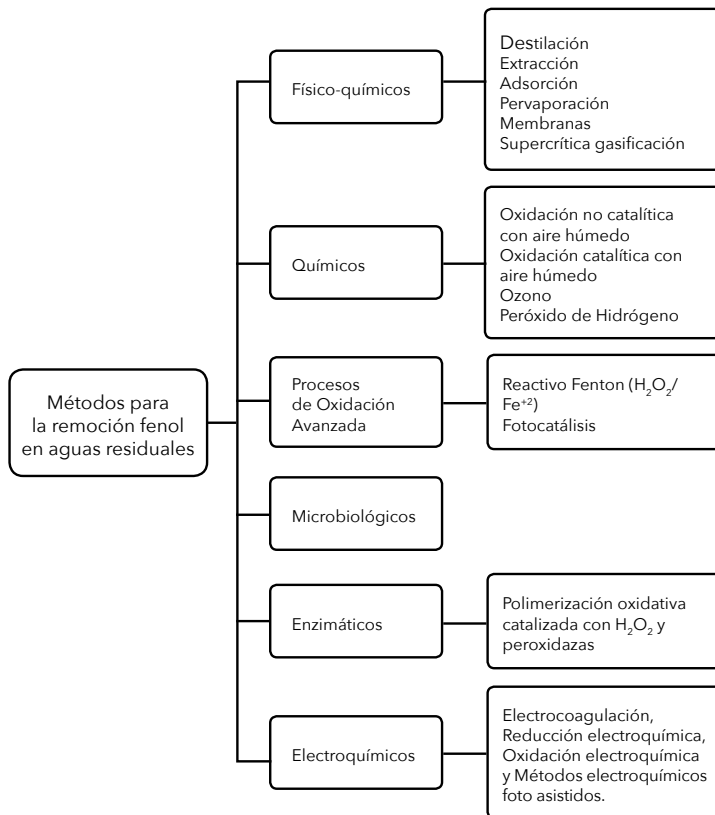 Métodos para
la remoción fenol
en aguas residuales
Físico-químicos
Destilación
Extracción
Adsorción
Pervaporación
Membranas
Supercrítica gasificación
Químicos
Oxidación no catalítica
con aire húmedo
Oxidación catalítica con
aire húmedo
Ozono
Peróxido de Hidrógeno
Procesos
de Oxidación
Avanzada
Reactivo Fenton (H₂O₂/
Fe⁺²)
Fotocatálisis
Microbiológicos
Enzimáticos
Polimerización oxidativa
catalizada con H₂O₂ y
peroxidazas
Electroquímicos
Electrocoagulación,
Reducción electroquímica,
Oxidación electroquímica
y Métodos electroquímicos
foto asistidos.